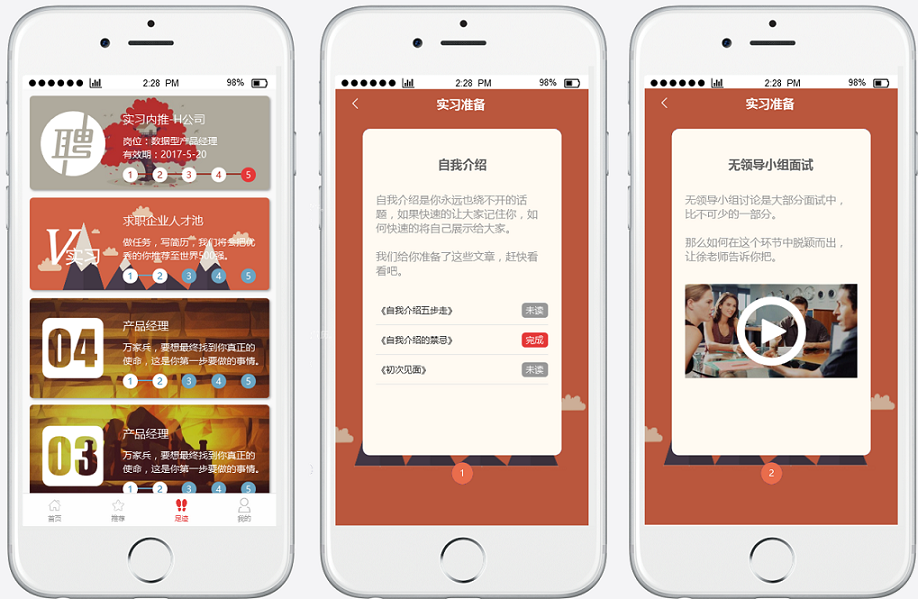 2:28 PM
98%
聘
实习内推-H公司
岗位：数据型产品经理
有效期：2017-5-20
1 2 3 4 5
V实习
求职企业人才池
做任务，写简历，我们将会把优
秀的你推荐至世界500强。
1 2 3 4 5
04
产品经理
万家兵，要想最终找到你真正的
使命，这是你第一步要做的事情。
1 2 3 4 5
03
产品经理
万家兵，要想最终找到你真正的
使命，这是你第一步要做的事情。
1 2 3 4 5
首页 推荐 足迹 我的
2:28 PM
98%
实习准备
自我介绍
自我介绍是你永远也绕不开的话
题，如果快速的让大家记住你，如
何快速的将自己展示给大家。
我们给你准备了这些文章，赶快看
看吧。
《自我介绍五步走》 未读
《自我介绍的禁忌》 完成
《初次见面》 未读
1
2:28 PM
98%
实习准备
无领导小组面试
无领导小组讨论是大部分面试中，
比不可少的一部分。
那么如何在这个环节中脱颖而出，
让徐老师告诉你把。
2